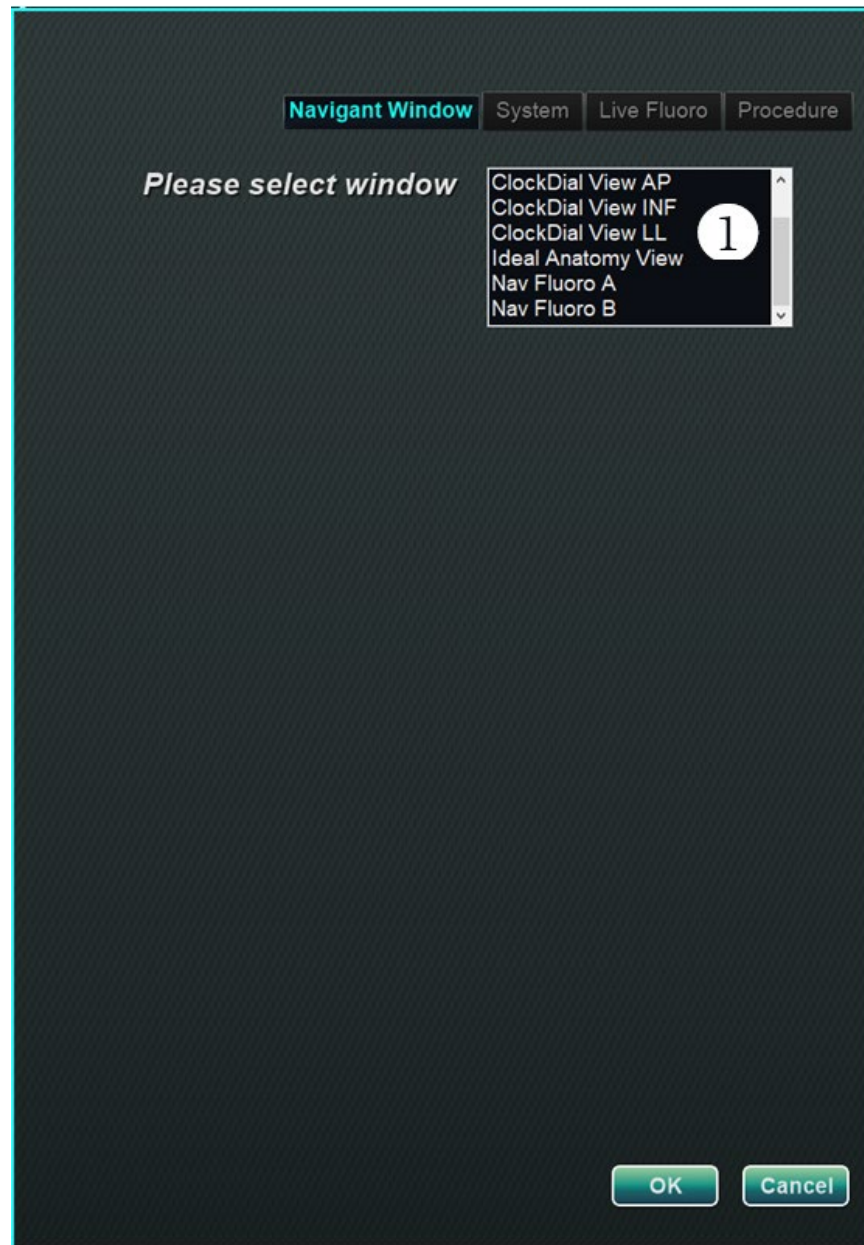 Navigant Window System Live Fluoro Procedure
Please select window
ClockDial View AP
ClockDial View INF
ClockDial View LL
1
Ideal Anatomy View
Nav Fluoro A
Nav Fluoro B
OK Cancel